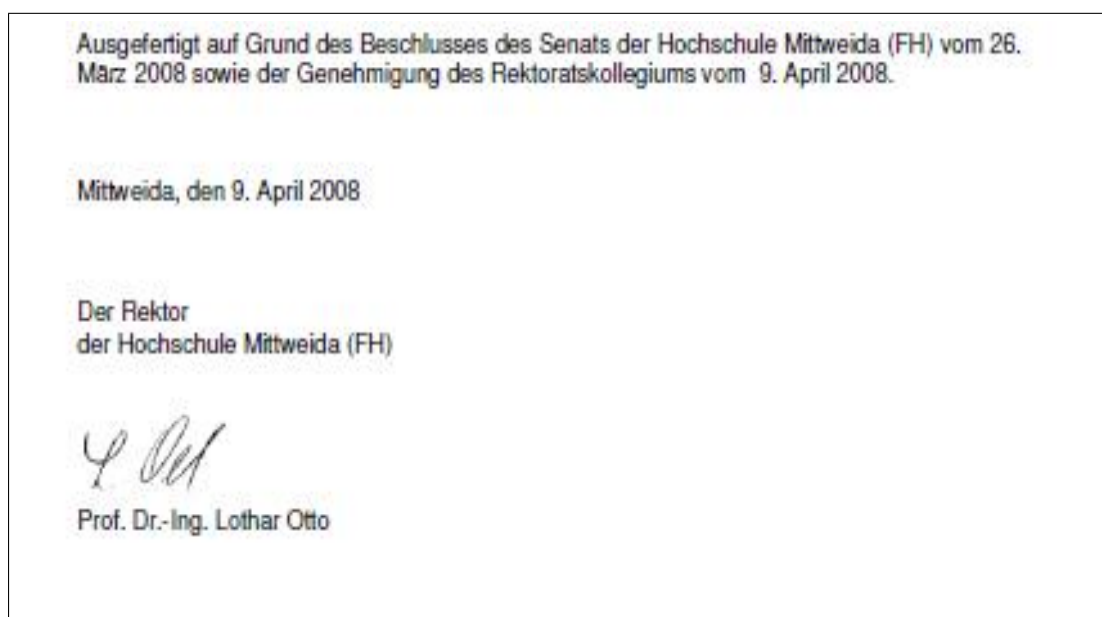 Ausgefertigt auf Grund des Beschlusses des Senats der Hochschule Mittweida (FH) vom 26.
März 2008 sowie der Genehmigung des Rektoratskollegiums vom 9. April 2008.
Mittweida, den 9. April 2008
Der Rektor
der Hochschule Mittweida (FH)
Prof. Dr.-Ing. Lothar Otto